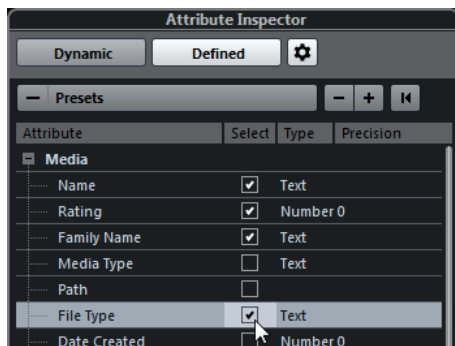 Attribute Inspector
Dynamic Defined
Presets
Attribute Select Type Precision
Media
Name Text
Rating Number 0
Family Name Text
Media Type Text
Path
File Type Text
Date Created Number 0